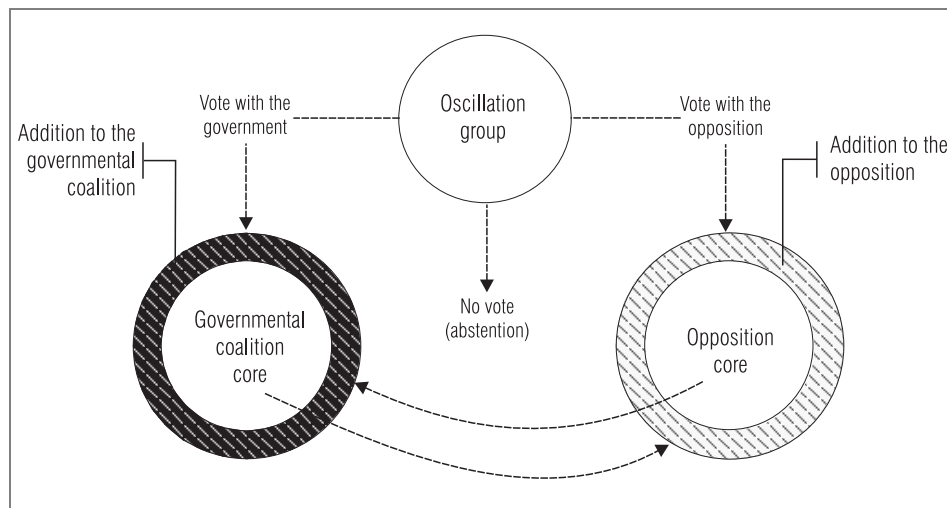 Oscillation
group
Vote with the
government
Vote with the
opposition
Addition to the
governmental
coalition
Addition to the
opposition
No vote
(abstention)
Governmental
coalition
core
Opposition
core